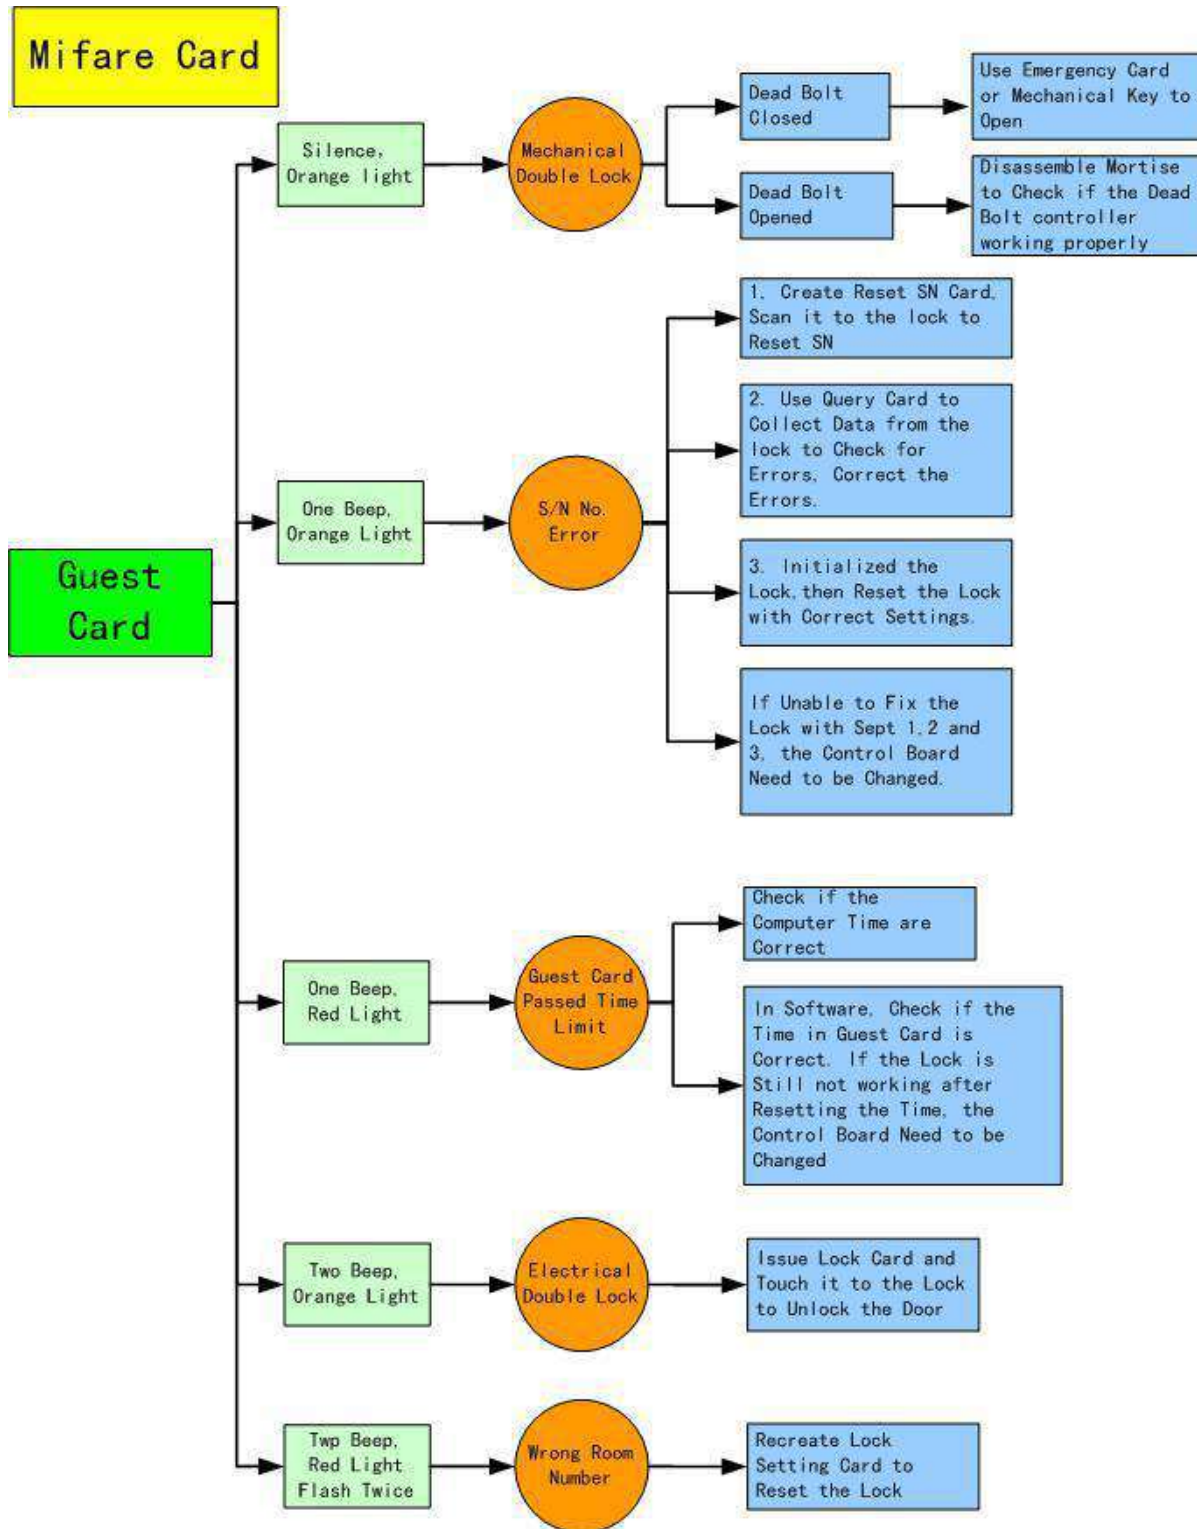 Mifare Card
Silence,
Orange light
Mechanical
Double Lock
Dead Bolt
Closed
Use Emergency Card
or Mechanical Key to
Open
Dead Bolt
Opened
Disassemble Mortise
to Check if the Dead
Bolt controller
working properly
Guest
Card
One Beep,
Orange Light
S/N No.
Error
1. Create Reset SN Card,
Scan it to the lock to
Reset SN
2. Use Query Card to
Collect Data from the
lock to Check for
Errors, Correct the
Errors.
3. Initialized the
Lock,then Reset the Lock
with Correct Settings.
If Unable to Fix the
Lock with Sept 1,2 and
3, the Control Board
Need to be Changed.
One Beep,
Red Light
Guest Card
Passed Time
Limit
Check if the
Computer Time are
Correct
In Software, Check if the
Time in Guest Card is
Correct. If the Lock is
Still not working after
Resetting the Time, the
Control Board Need to be
Changed
Two Beep,
Orange Light
Electrical
Double Lock
Issue Lock Card and
Touch it to the Lock
to Unlock the Door
Twp Beep,
Red Light
Flash Twice
Wrong Room
Number
Recreate Lock
Setting Card to
Reset the Lock